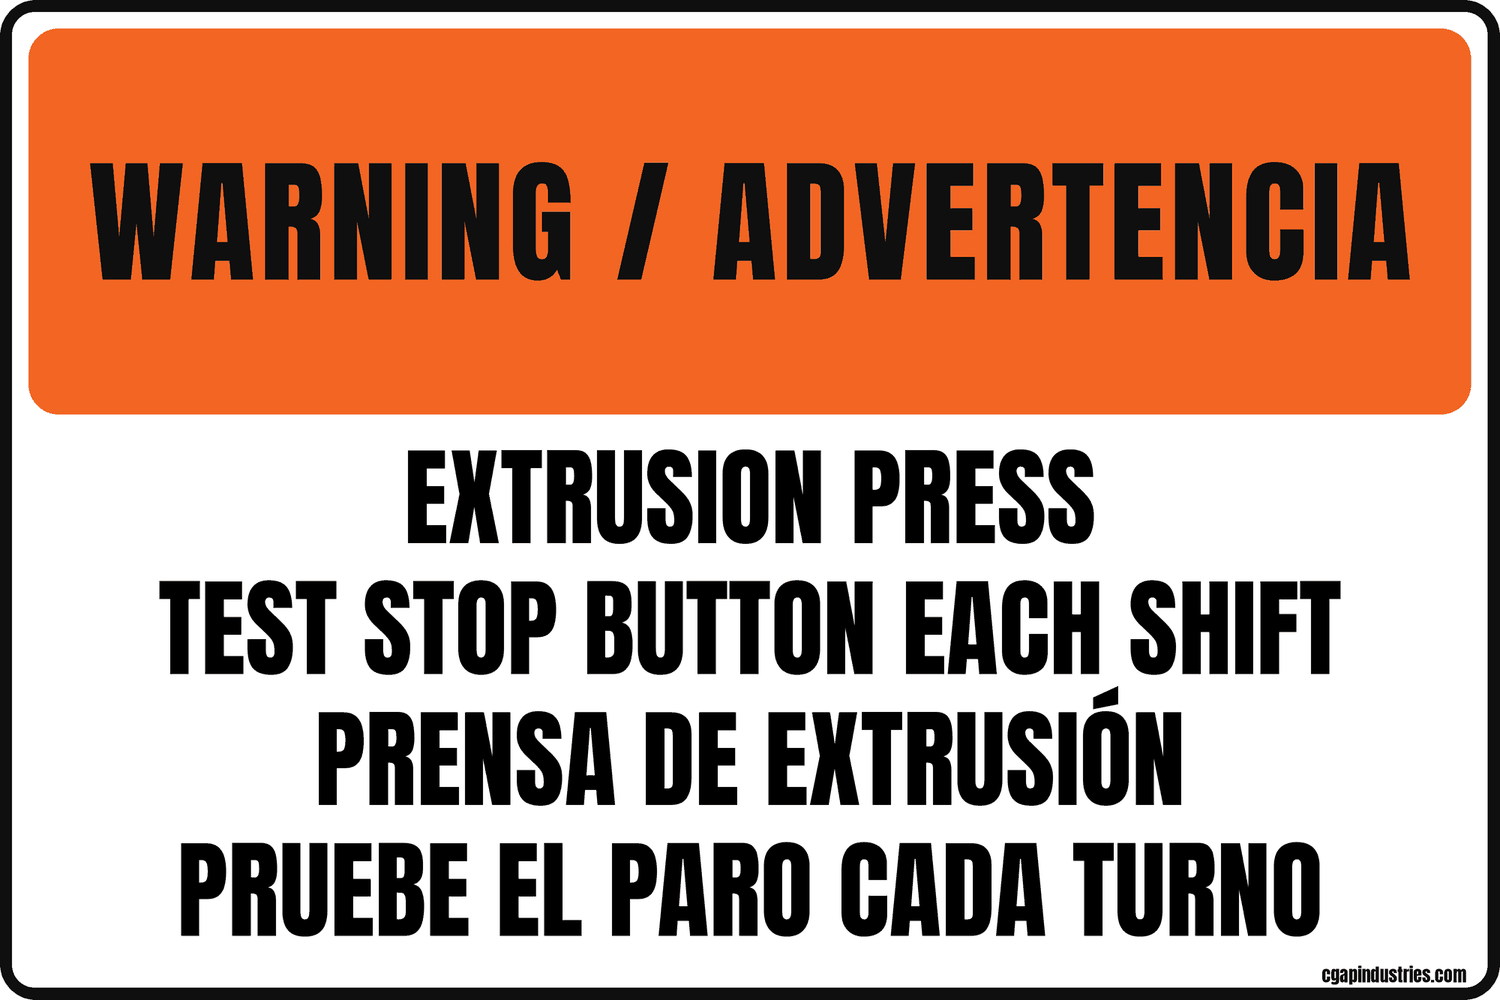 WARNING / ADVERTENCIA
EXTRUSION PRESS
TEST STOP BUTTON EACH SHIFT
PRENSA DE EXTRUSIÓN
PRUEBE EL PARO CADA TURNO
cgapindustries.com